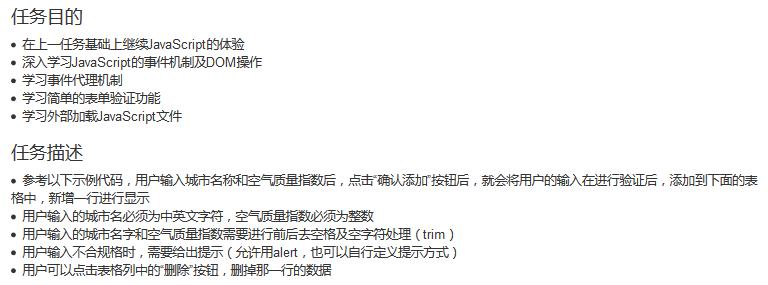 任务目的
• 在上一任务基础上继续JavaScript的体验
• 深入学习JavaScript的事件机制及DOM操作
• 学习事件代理机制
• 学习简单的表单验证功能
• 学习外部加载JavaScript文件
任务描述
• 参考以下示例代码，用户输入城市名称和空气质量指数后，点击“确认添加”按钮后，就会将用户的输入在进行验证后，添加到下面的表
格中，新增一行进行显示
• 用户输入的城市名必须为中英文字符，空气质量指数必须为整数
• 用户输入的城市名字和空气质量指数需要进行前后去空格及空字符处理（trim）
• 用户输入不合规格时，需要给出提示（允许用alert，也可以自行定义提示方式）
• 用户可以点击表格列中的“删除”按钮，删掉那一行的数据